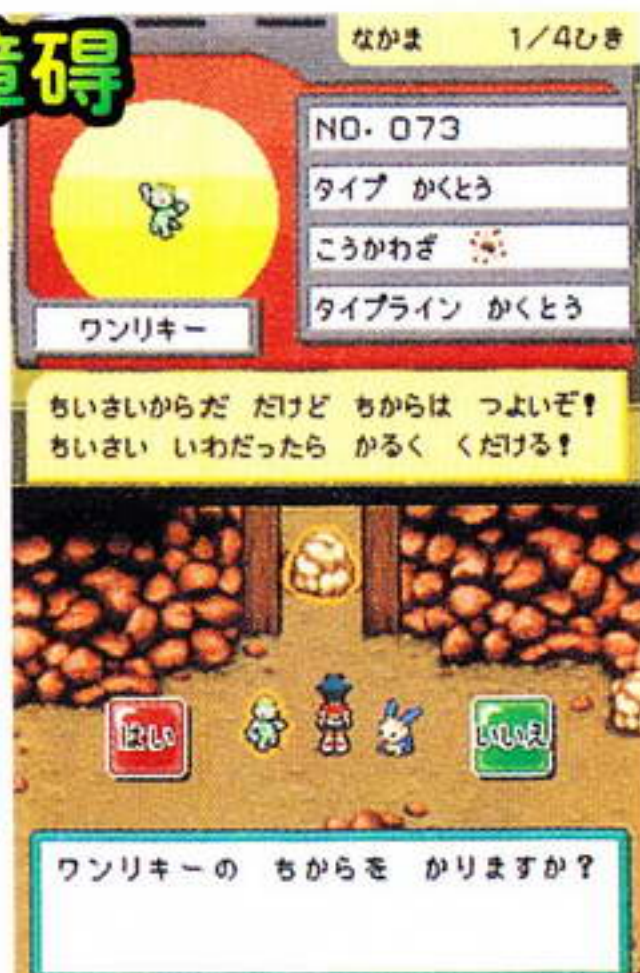 障碍
なかま 1/4ひき
NO. 073
タイプ かくとう
こうかわざ
タイプライン かくとう
ワンリキー
ちいさいからだ だけど ちからは つよいぞ！
ちいさい いわだったら かるく くだける！
はい
いいえ
ワンリキーの ちからを かりますか？